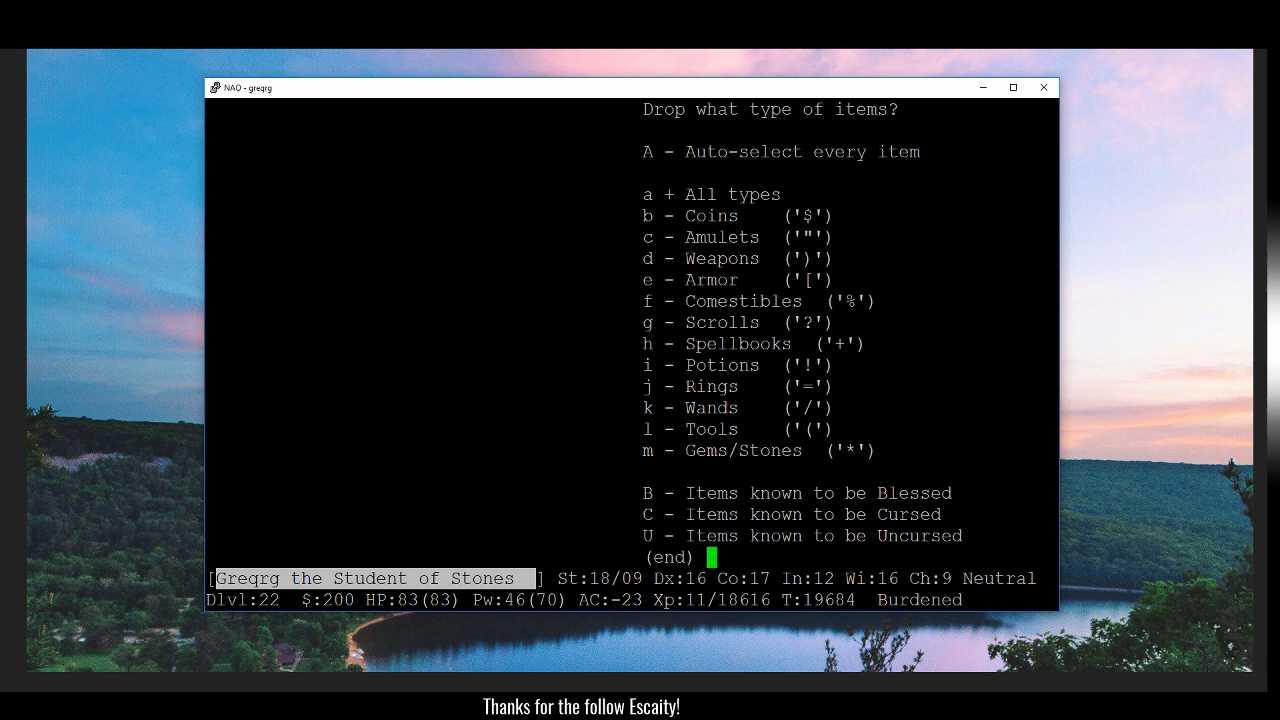 NAO - greqrg
Drop what type of items?
A - Auto-select every item
a + All types
b - Coins ('$')
c - Amulets ('"')
d - Weapons (')')
e - Armor ('[')
f - Comestibles ('%')
g - Scrolls ('?')
h - Spellbooks ('+')
i - Potions ('!')
j - Rings ('=')
k - Wands ('/')
l - Tools ('(')
m - Gems/Stones ('*')
B - Items known to be Blessed
C - Items known to be Cursed
U - Items known to be Uncursed
(end)
[Greqrg the Student of Stones ] St:18/09 Dx:16 Co:17 In:12 Wi:16 Ch:9 Neutral
Dlvl:22 $:200 HP:83(83) Pw:46(70) AC:-23 Xp:11/18616 T:19684 Burdened
Thanks for the follow Escaity!